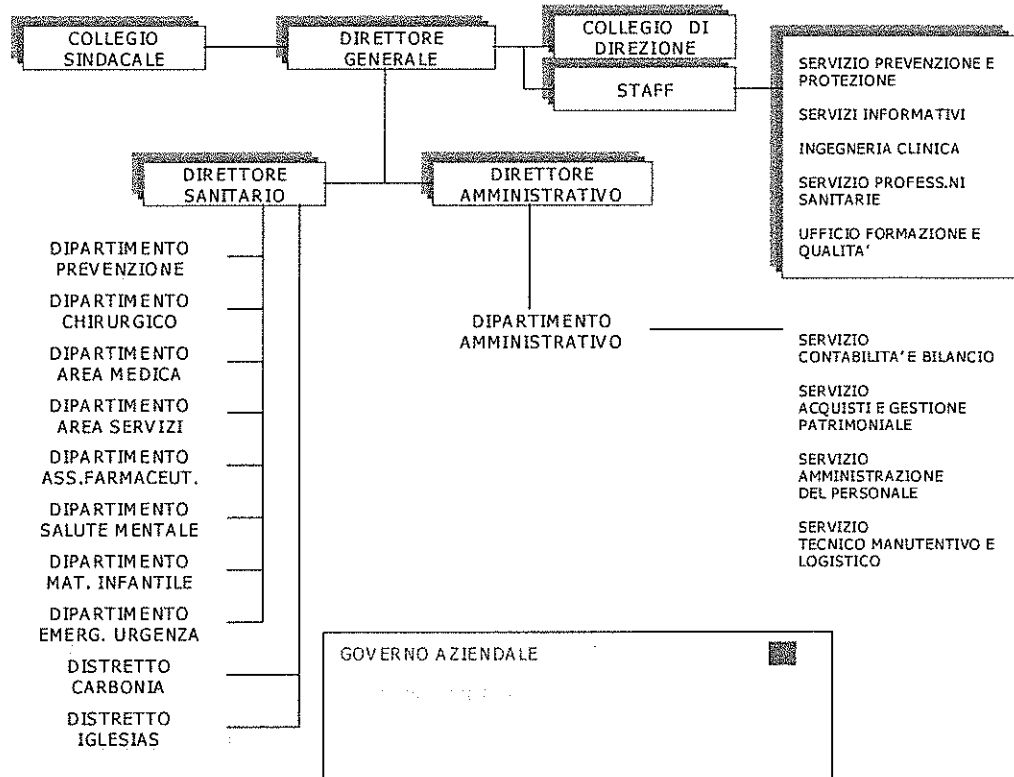 COLLEGIO
SINDACALE
DIRETTORE
GENERALE
COLLEGIO DI
DIREZIONE
STAFF
SERVIZIO PREVENZIONE E
PROTEZIONE
SERVIZI INFORMATIVI
INGEGNERIA CLINICA
SERVIZIO PROFESS.NI
SANITARIE
UFFICIO FORMAZIONE E
QUALITA'
DIRETTORE
SANITARIO
DIRETTORE
AMMINISTRATIVO
DIPARTIMENTO
PREVENZIONE
DIPARTIMENTO
CHIRURGICO
DIPARTIMENTO
AREA MEDICA
DIPARTIMENTO
AREA SERVIZI
DIPARTIMENTO
ASS.FARMACEUT.
DIPARTIMENTO
SALUTE MENTALE
DIPARTIMENTO
MAT. INFANTILE
DIPARTIMENTO
EMERG. URGENZA
DISTRETTO
CARBONIA
DISTRETTO
IGLESIAS
DIPARTIMENTO
AMMINISTRATIVO
SERVIZIO
CONTABILITA' E BILANCIO
SERVIZIO
ACQUISTI E GESTIONE
PATRIMONIALE
SERVIZIO
AMMINISTRAZIONE
DEL PERSONALE
SERVIZIO
TECNICO MANUTENTIVO E
LOGISTICO
GOVERNO AZIENDALE